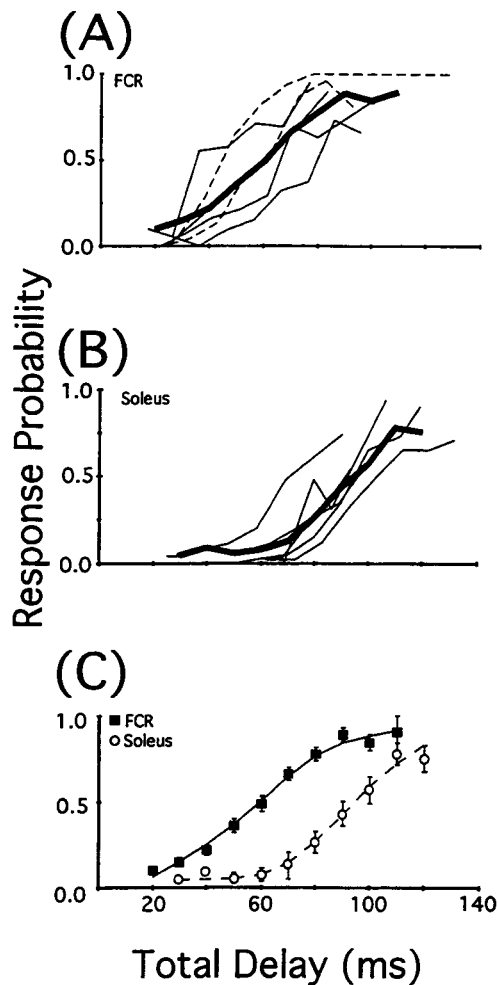 (A)
1.0
FCR
0.5
0.0
Response Probability
(B)
1.0
Soleus
0.5
0.0
(C)
1.0
FCR
Soleus
0.5
0.0
20
60
100
140
Total Delay (ms)